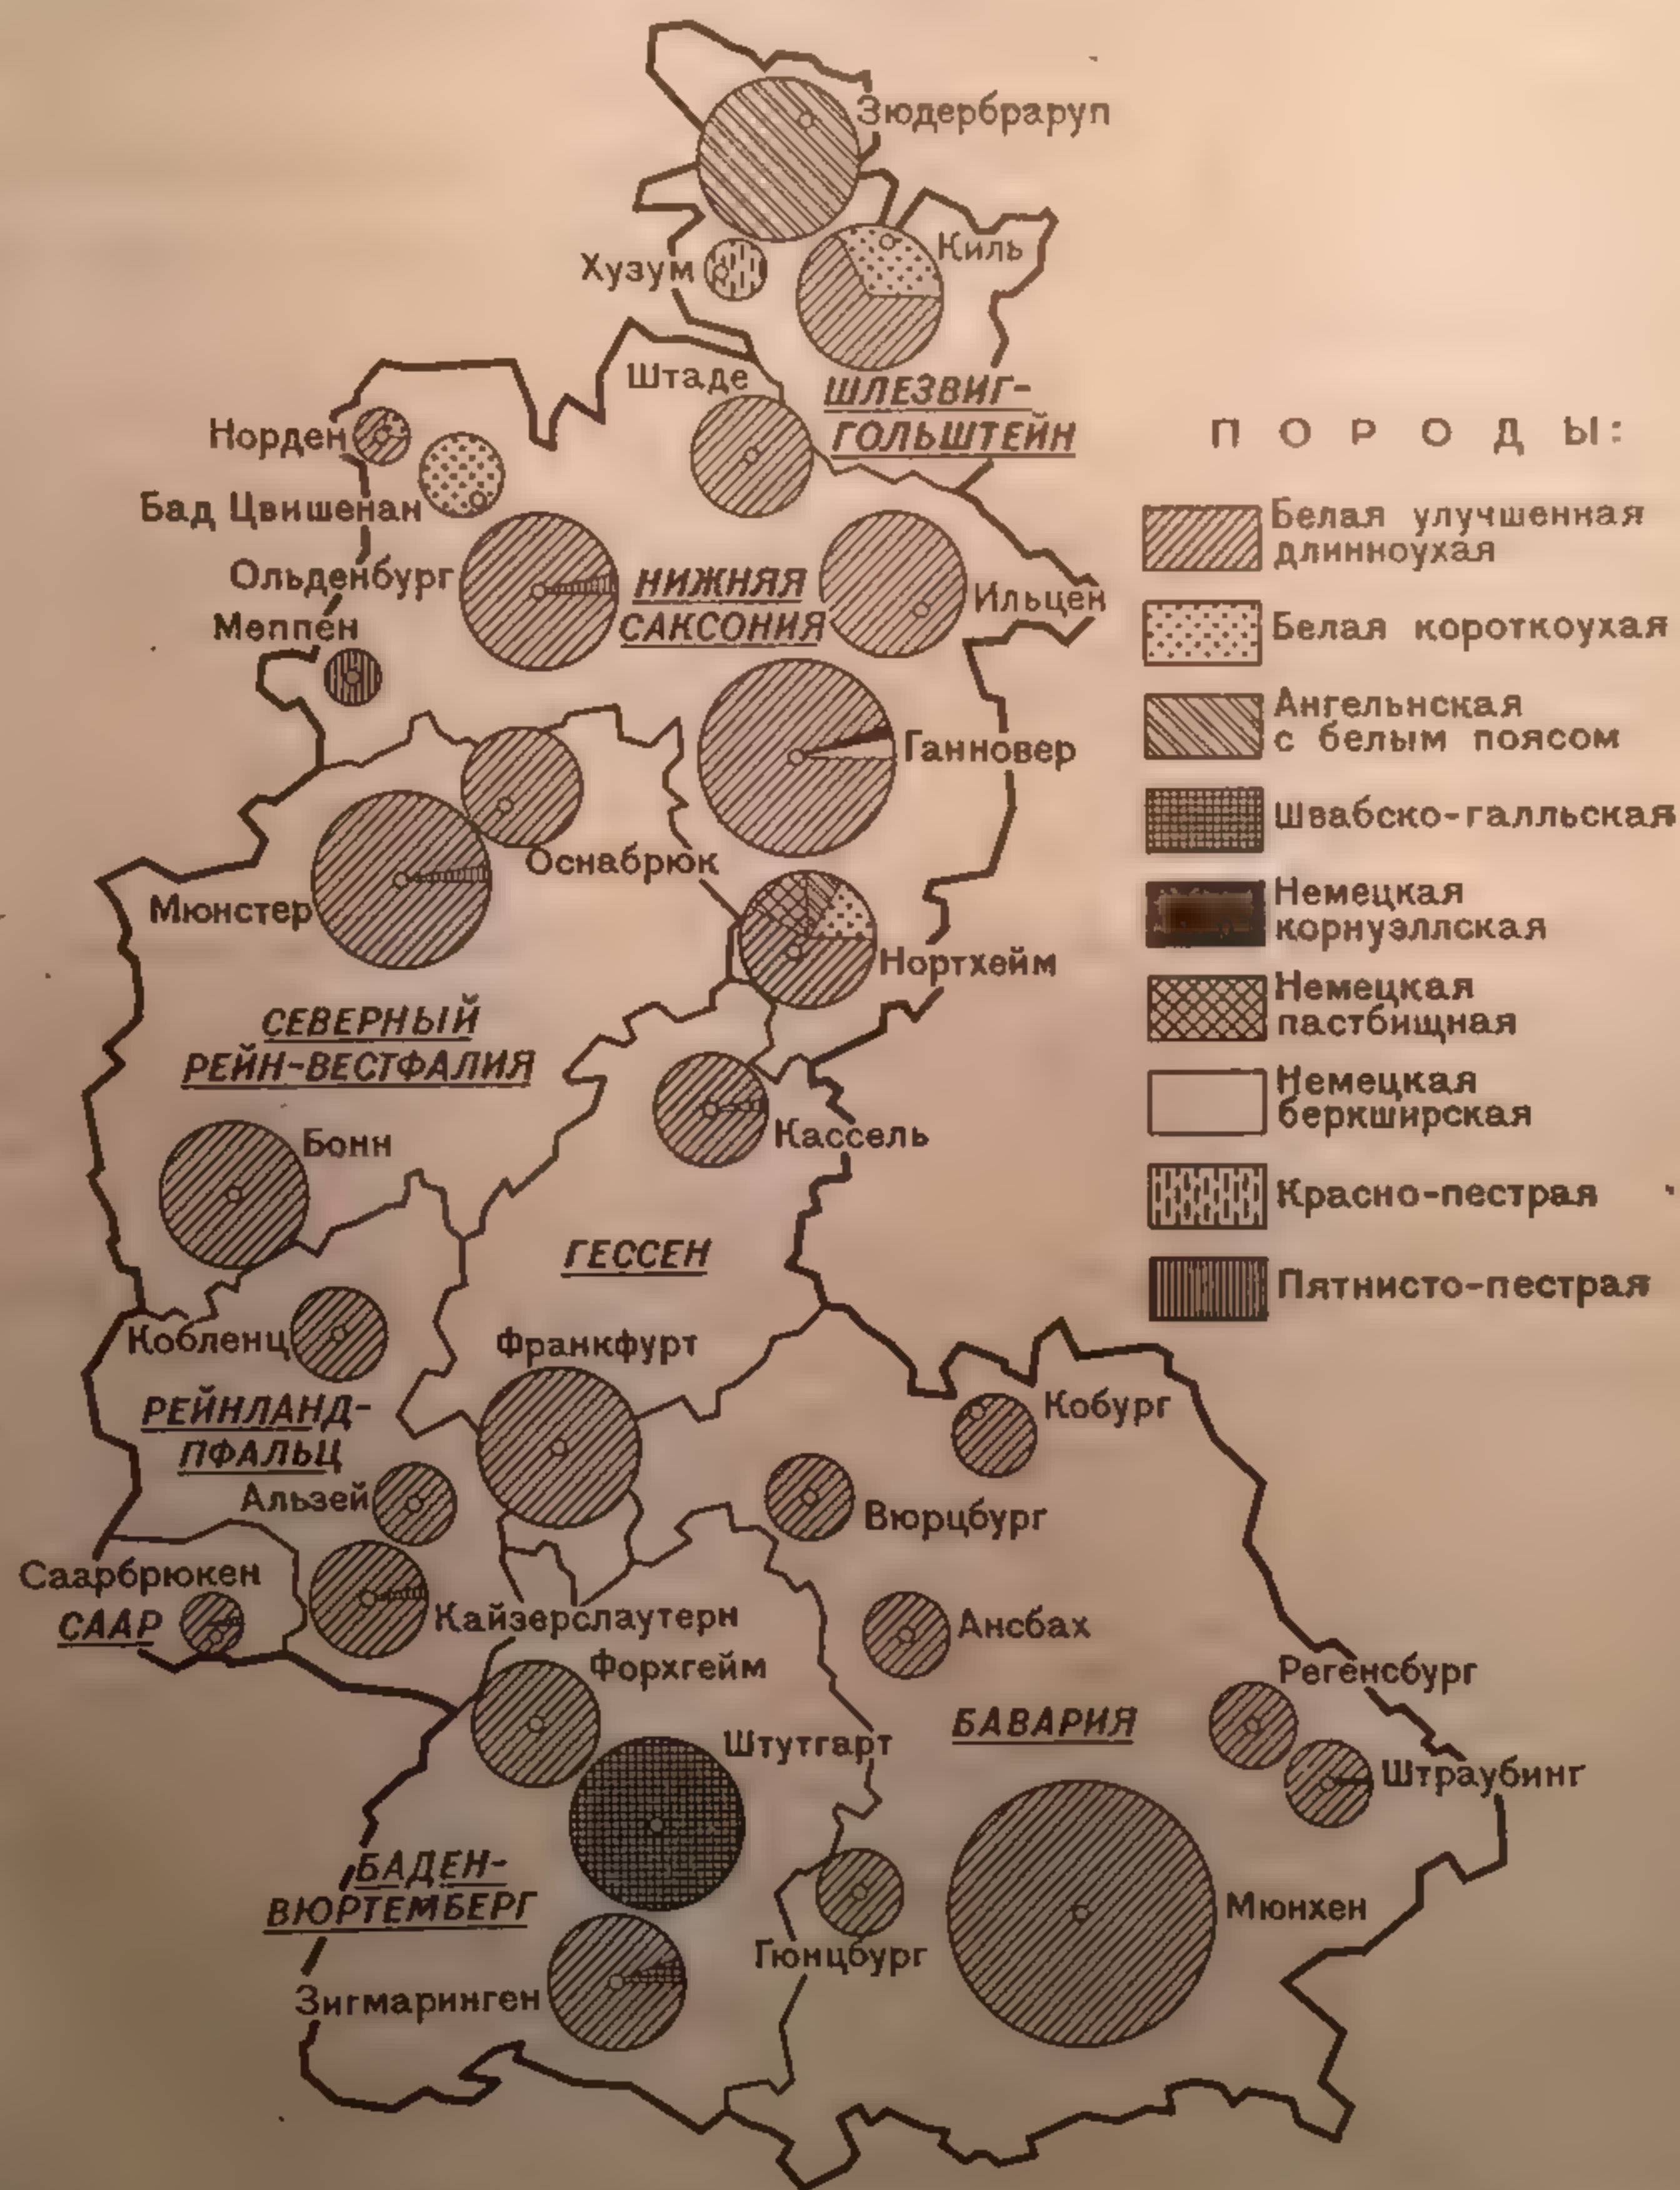 Зюдербраруп
Киль
Хузум
Штаде
ШЛЕЗВИГ-
ГОЛЬШТЕЙН
Норден
Бад Цвишенан
Ольденбург
НИЖНЯЯ
САКСОНИЯ
Ильцен
Меппен
Ганновер
Оснабрюк
Мюнстер
Нортхейм
СЕВЕРНЫЙ
РЕЙН-ВЕСТФАЛИЯ
Кассель
Бонн
ГЕССЕН
Кобленц
Франкфурт
РЕЙНЛАНД-
ПФАЛЬЦ
Кобург
Альзей
Вюрцбург
Саарбрюкен
СААР
Кайзерслаутерн
Ансбах
Форхгейм
Регенсбург
БАВАРИЯ
Штутгарт
Штраубинг
БАДЕН-
ВЮРТЕМБЕРГ
Мюнхен
Гюнцбург
Зигмаринген
ПОРОДЫ:
Белая улучшенная
длинноухая
Белая короткоухая
Ангельнская
с белым поясом
Швабско-галльская
Немецкая
корнуэллская
Немецкая
пастбищная
Немецкая
беркширская
Красно-пестрая
Пятнисто-пестрая